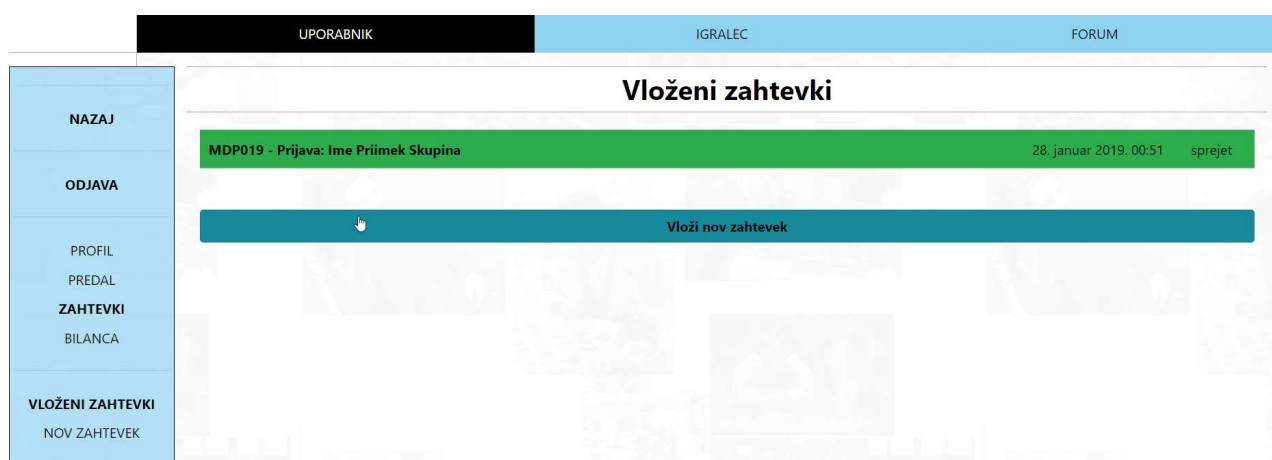 UPORABNIK IGRALEC FORUM
NAZAJ
ODJAVA
PROFIL
PREDAL
ZAHTEVKI
BILANCA
VLOŽENI ZAHTEVKI
NOV ZAHTEVEK
Vloženi zahtevki
MDP019 - Prijava: Ime Priimek Skupina 28. januar 2019. 00:51 sprejet
Vloži nov zahtevek